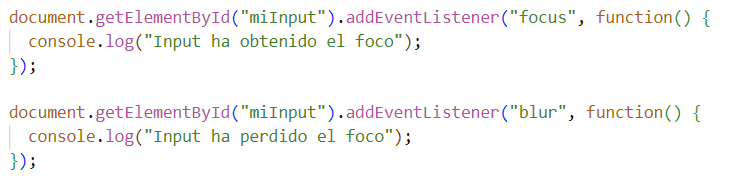 document.getElementById("miInput").addEventListener("focus", function() {
  console.log("Input ha obtenido el foco");
});

document.getElementById("miInput").addEventListener("blur", function() {
  console.log("Input ha perdido el foco");
});